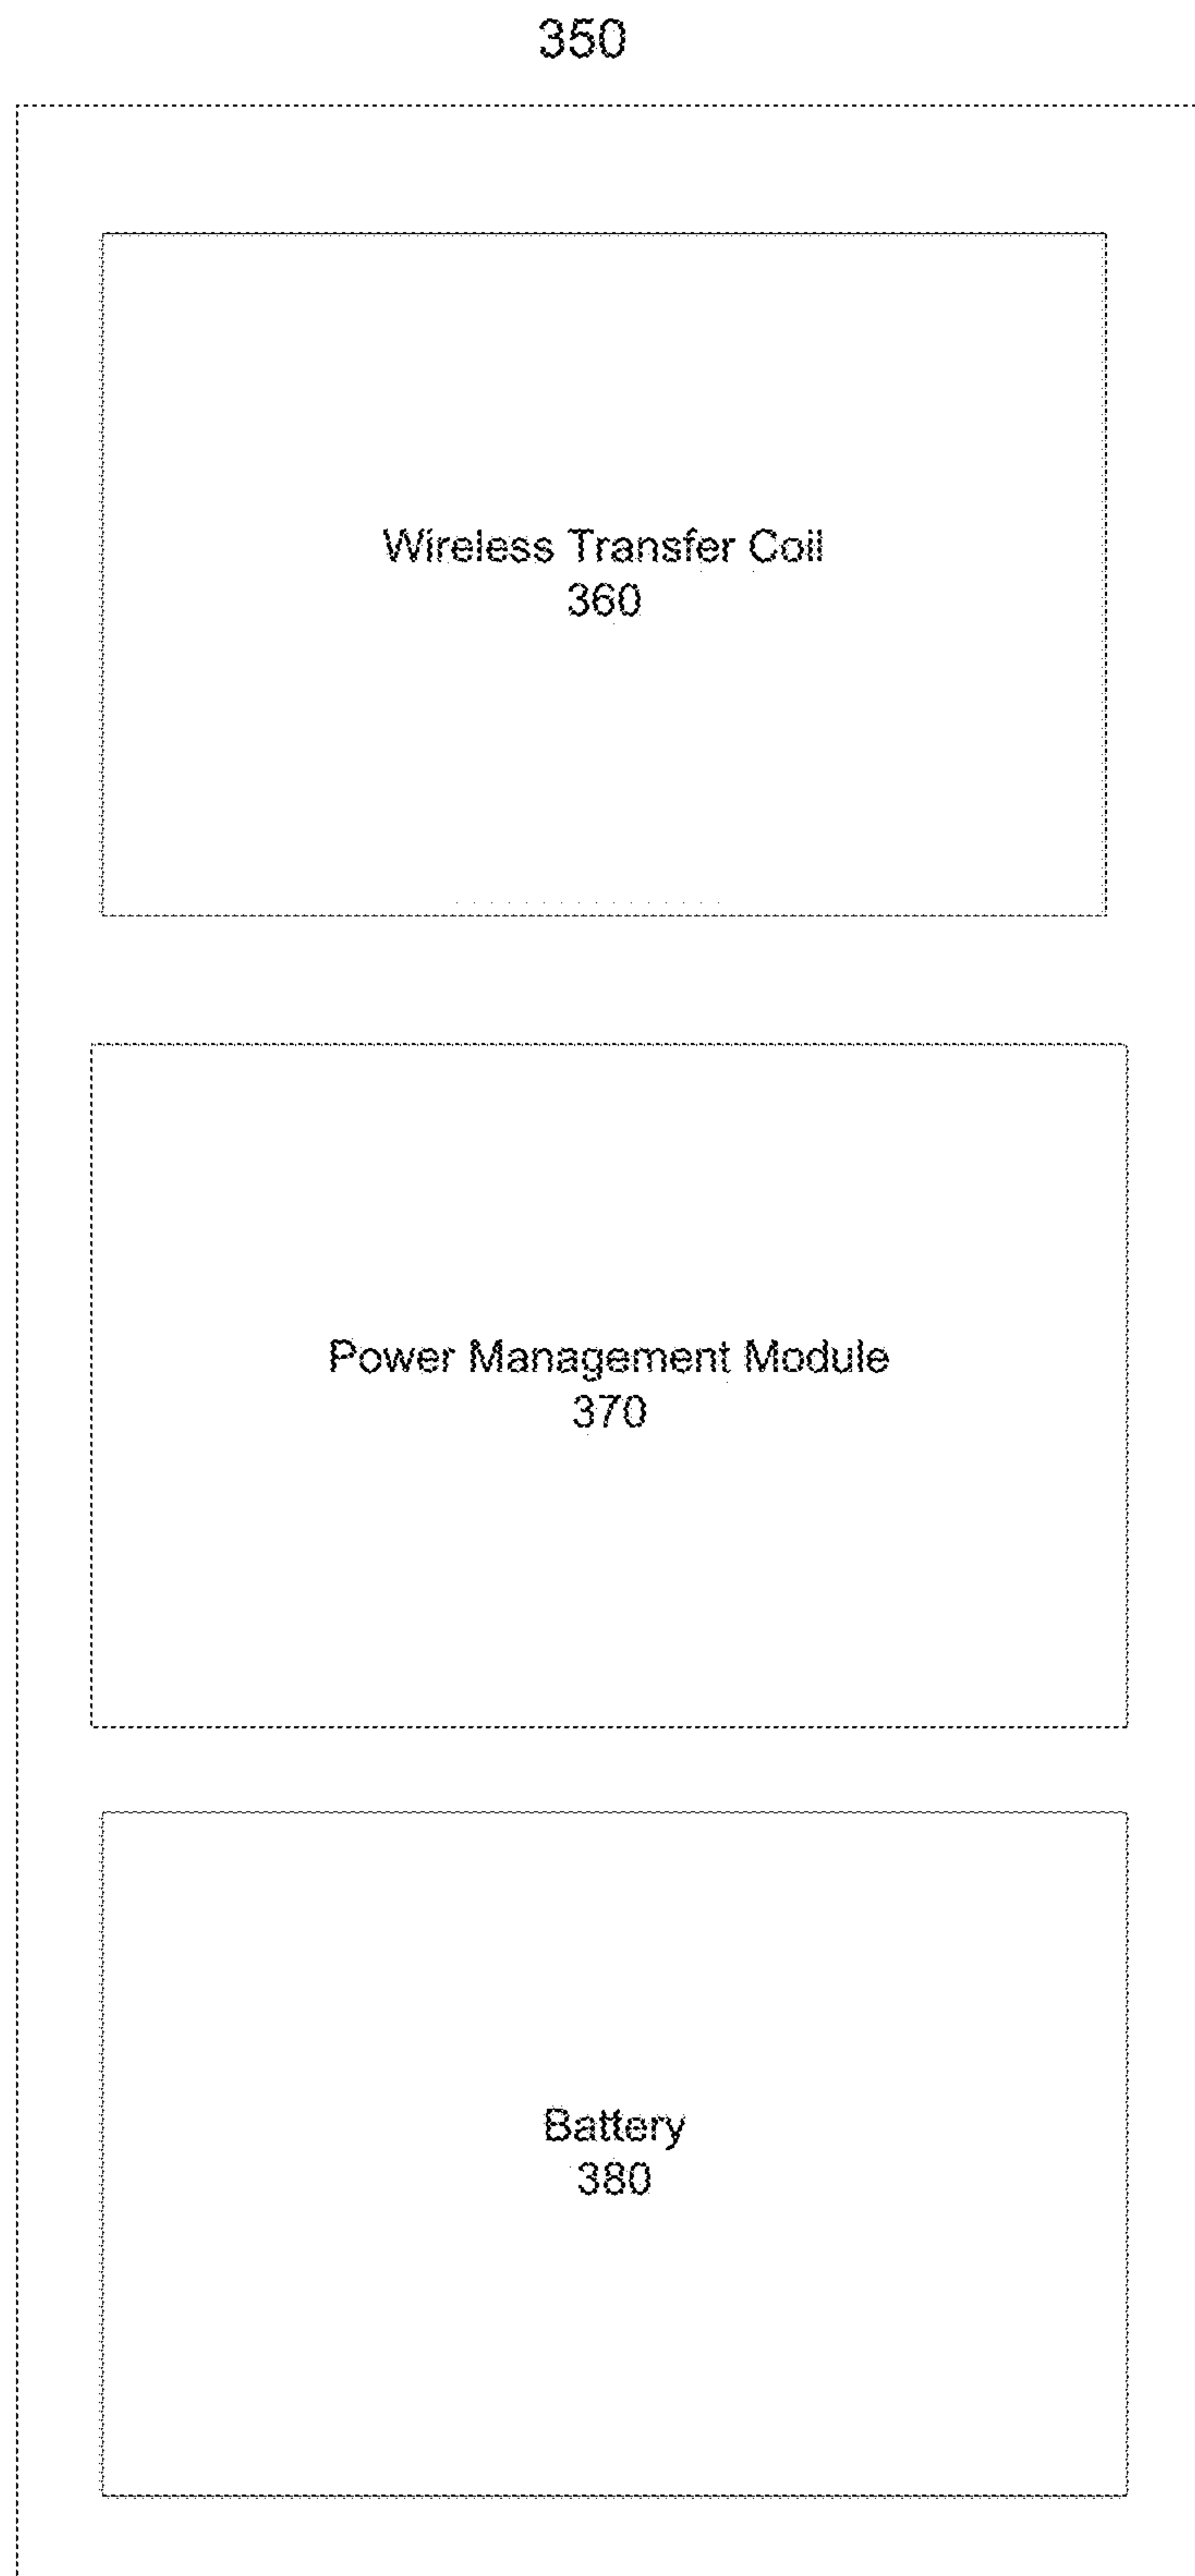 350
Wireless Transfer Coil
360
Power Management Module
370
Battery
380